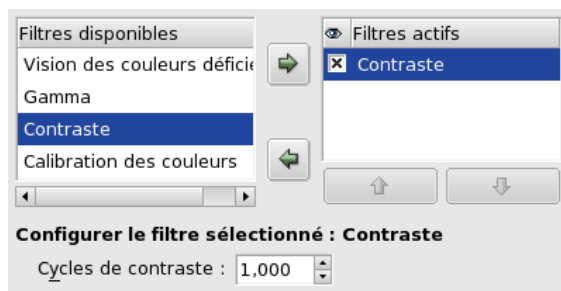 Filtres disponibles
Vision des couleurs déficie
Gamma
Contraste
Calibration des couleurs
Filtres actifs
Contraste
Configurer le filtre sélectionné : Contraste
Cycles de contraste : 1,000